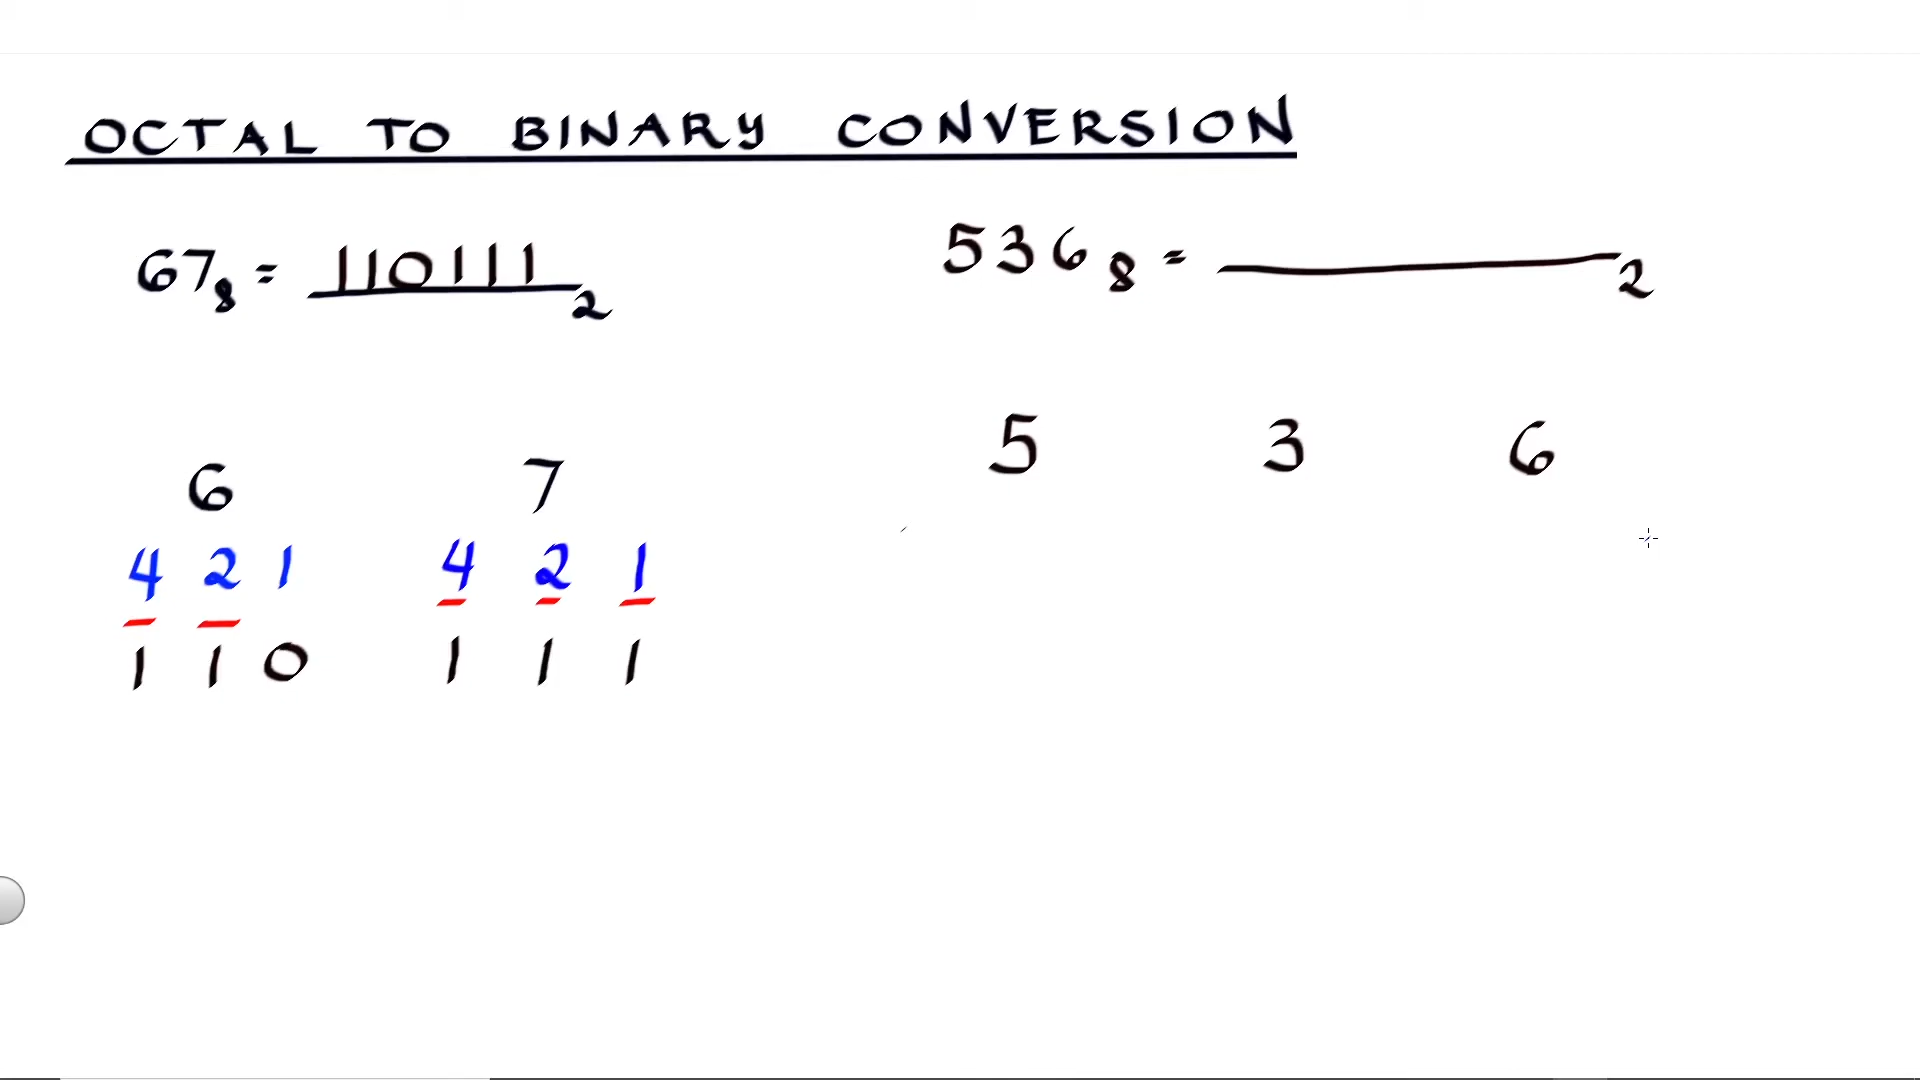 OCTAL TO BINARY CONVERSION
67₈ = 110111₂
536₈ = ₂
6 7
4 2 1 4 2 1
1 1 0 1 1 1
5 3 6